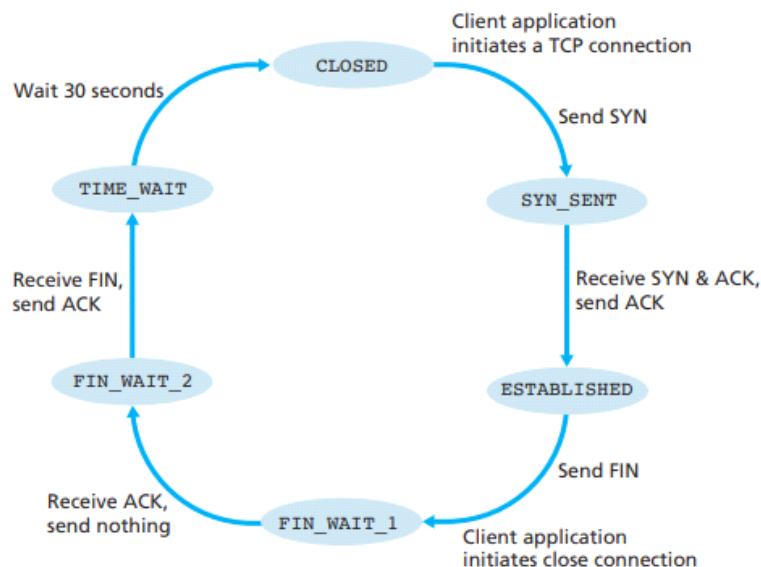 Client application
initiates a TCP connection
CLOSED
Wait 30 seconds
Send SYN
TIME_WAIT
SYN_SENT
Receive FIN,
send ACK
Receive SYN & ACK,
send ACK
FIN_WAIT_2
ESTABLISHED
Send FIN
Receive ACK,
send nothing
FIN_WAIT_1
Client application
initiates close connection